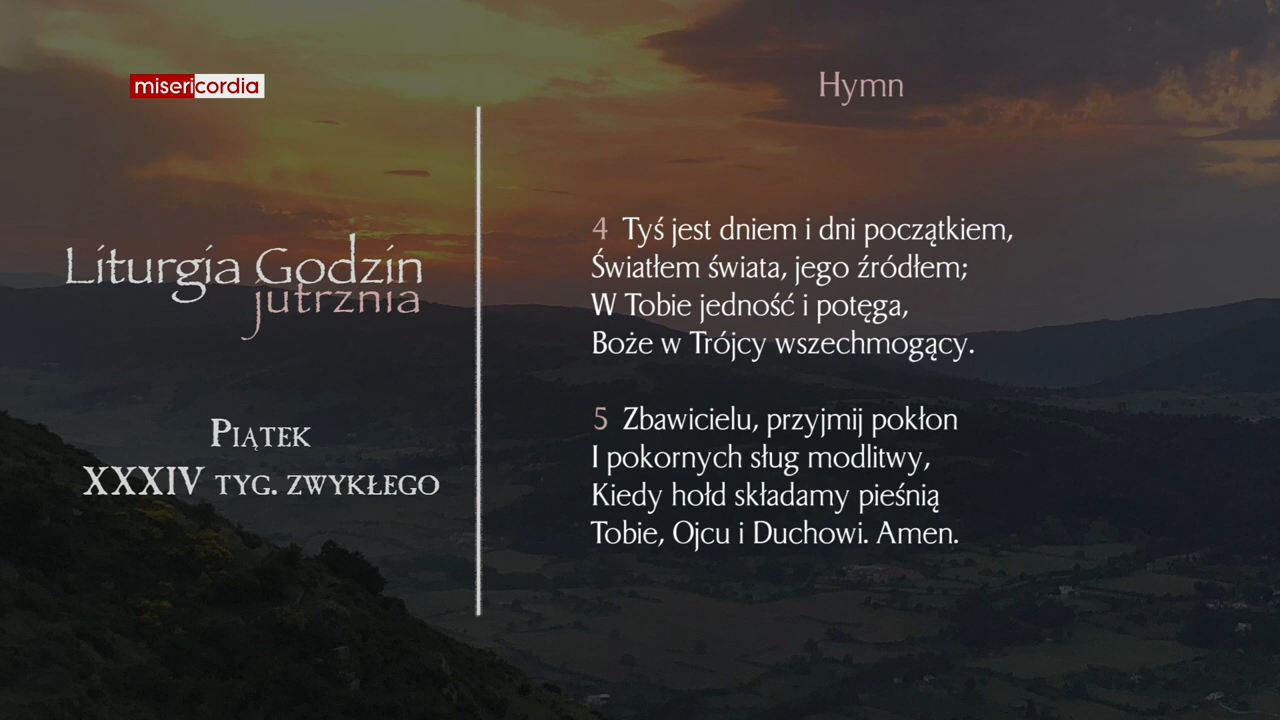 misericordia
Liturgia Godzin
jutrznia
Piątek
XXXIV tyg. zwykłego
Hymn
4 Tyś jest dniem i dni początkiem,
Światłem świata, jego źródłem;
W Tobie jedność i potęga,
Boże w Trójcy wszechmogący.
5 Zbawicielu, przyjmij pokłon
I pokornych sług modlitwy,
Kiedy hołd składamy pieśnią
Tobie, Ojcu i Duchowi. Amen.